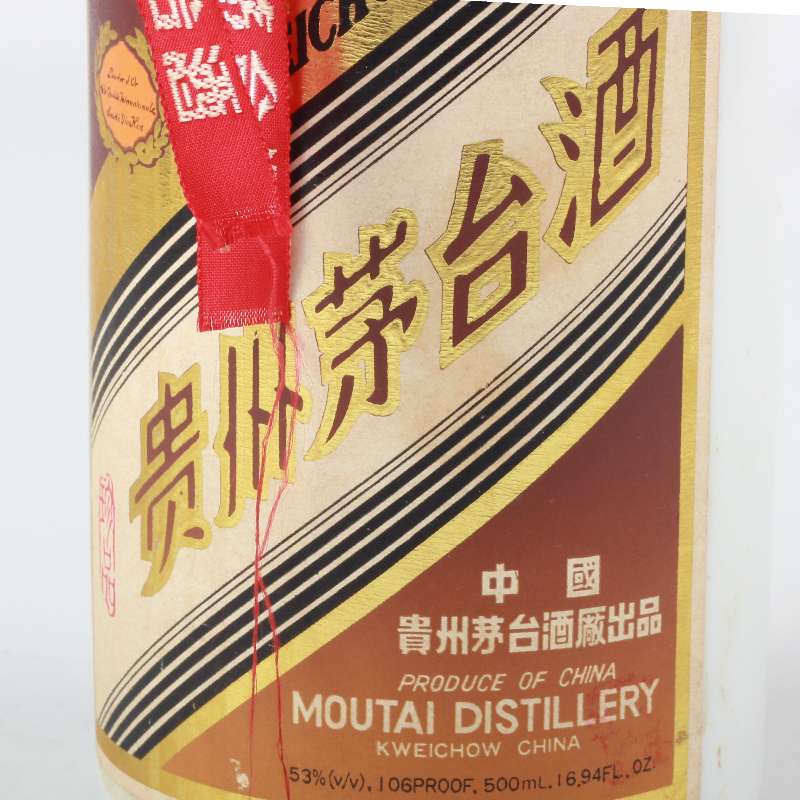 贵州茅台酒
中國
貴州茅台酒廠出品
PRODUCE OF CHINA
MOUTAI DISTILLERY
KWEICHOW CHINA
53%(v/v), 106PROOF, 500mL, 16.94FL. OZ.